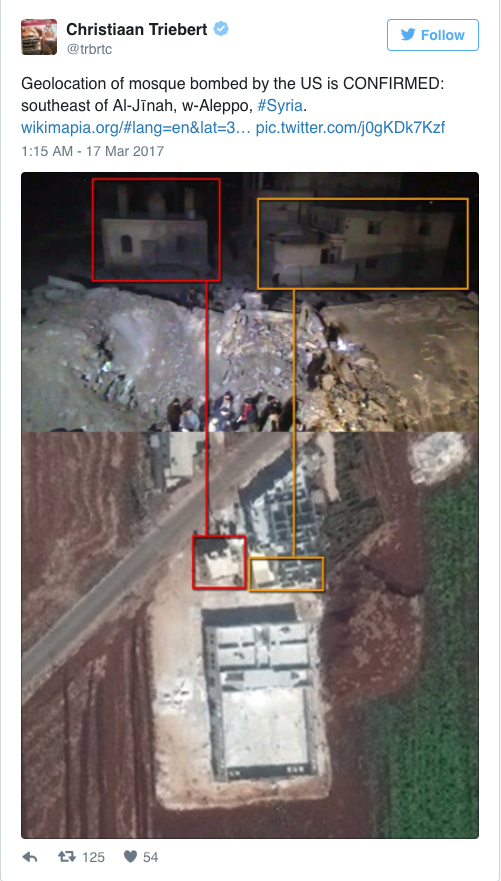 Christiaan Triebert
@trbrtc
Follow
Geolocation of mosque bombed by the US is CONFIRMED:
southeast of Al-Jīnah, w-Aleppo, #Syria.
wikimapia.org/#lang=en&lat=3… pic.twitter.com/j0gKDk7Kzf
1:15 AM - 17 Mar 2017
125
54